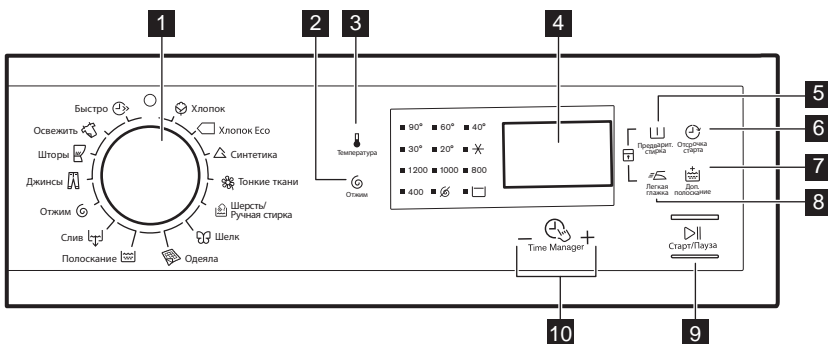 1
2
3
4
5
6
7
8
9
10
Быстро
Освежить
Шторы
Джинсы
Отжим
Слив
Полоскание
Хлопок
Хлопок Eco
Синтетика
Тонкие ткани
Шерсть/
Ручная стирка
Шелк
Одеяла
Температура
Отжим
90° 60° 40°
30° 20°
1200 1000 800
400
Предварит.
стирка
Отсрочка
старта
Легкая
глажка
Доп.
полоскание
Time Manager
Старт/Пауза